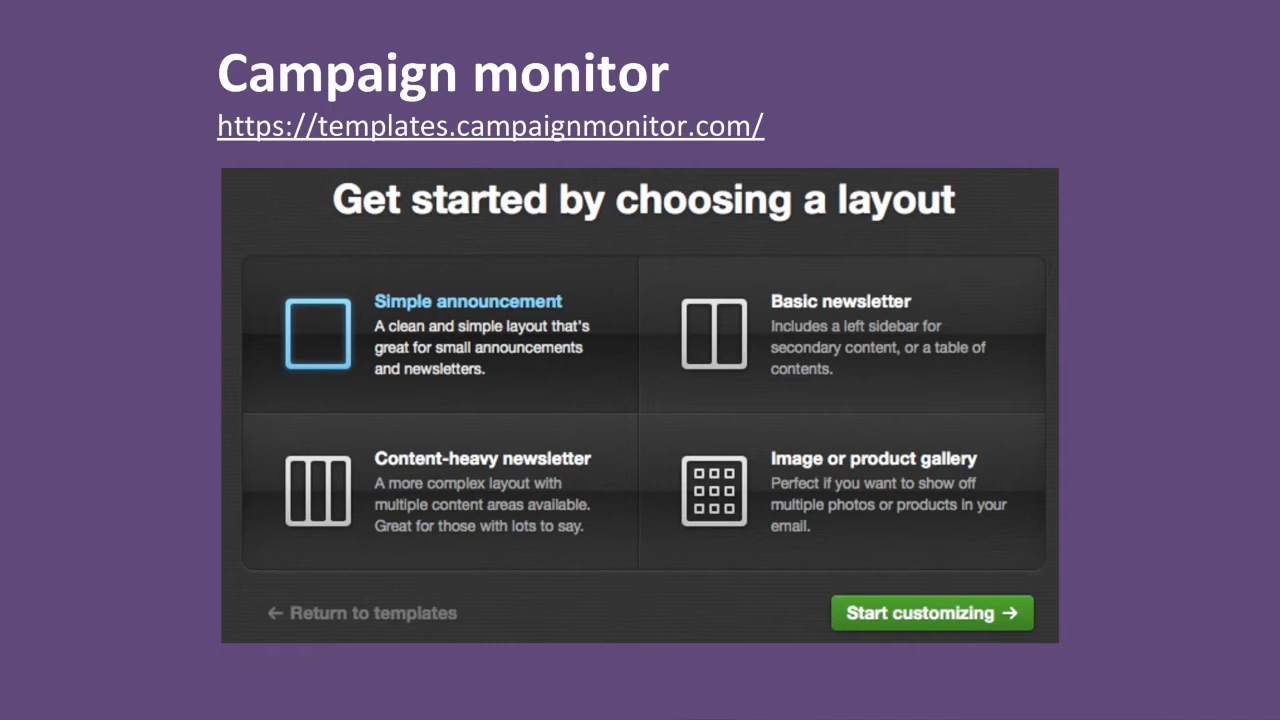 Campaign monitor
https://templates.campaignmonitor.com/
Get started by choosing a layout
Simple announcement
A clean and simple layout that's
great for small announcements
and newsletters.
Basic newsletter
Includes a left sidebar for
secondary content, or a table of
contents.
Content-heavy newsletter
A more complex layout with
multiple content areas available.
Great for those with lots to say.
Image or product gallery
Perfect if you want to show off
multiple photos or products in your
email.
← Return to templates
Start customizing →